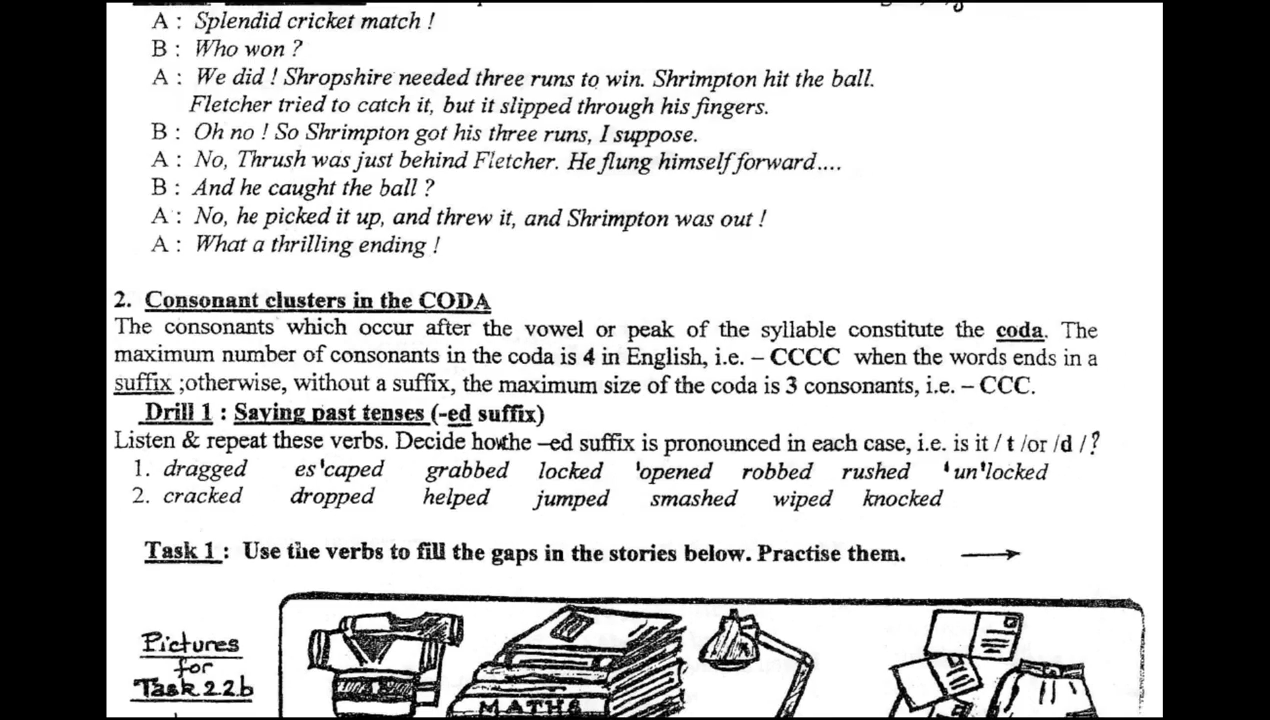 A : Splendid cricket match !
B : Who won ?
A : We did ! Shropshire needed three runs to win. Shrimpton hit the ball.
Fletcher tried to catch it, but it slipped through his fingers.
B : Oh no ! So Shrimpton got his three runs, I suppose.
A : No, Thrush was just behind Fletcher. He flung himself forward....
B : And he caught the ball ?
A : No, he picked it up, and threw it, and Shrimpton was out !
A : What a thrilling ending !
2. Consonant clusters in the CODA
The consonants which occur after the vowel or peak of the syllable constitute the coda. The
maximum number of consonants in the coda is 4 in English, i.e. – CCCC when the words ends in a
suffix ;otherwise, without a suffix, the maximum size of the coda is 3 consonants, i.e. – CCC.
Drill 1 : Saying past tenses (-ed suffix)
Listen & repeat these verbs. Decide how the –ed suffix is pronounced in each case, i.e. is it / t /or /d /?
1. dragged es'caped grabbed locked 'opened robbed rushed 'un'locked
2. cracked dropped helped jumped smashed wiped knocked
Task 1 : Use the verbs to fill the gaps in the stories below. Practise them. →
Pictures
for
Task 2.2b
MATHS